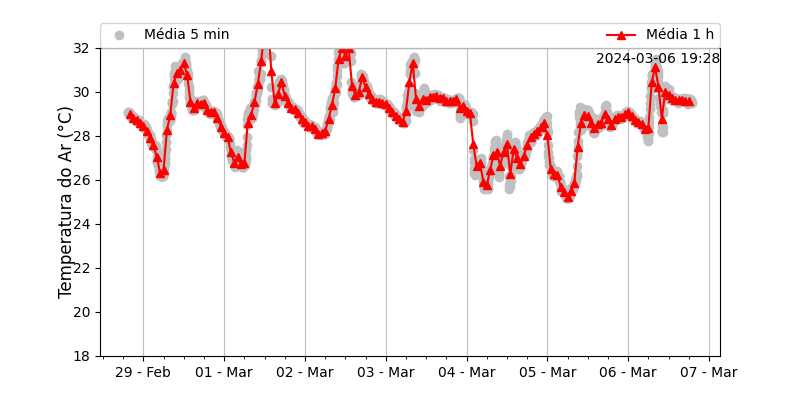 Média 5 min
Média 1 h
2024-03-06 19:28
Temperatura do Ar (°C)
32
30
28
26
24
22
20
18
29 - Feb
01 - Mar
02 - Mar
03 - Mar
04 - Mar
05 - Mar
06 - Mar
07 - Mar